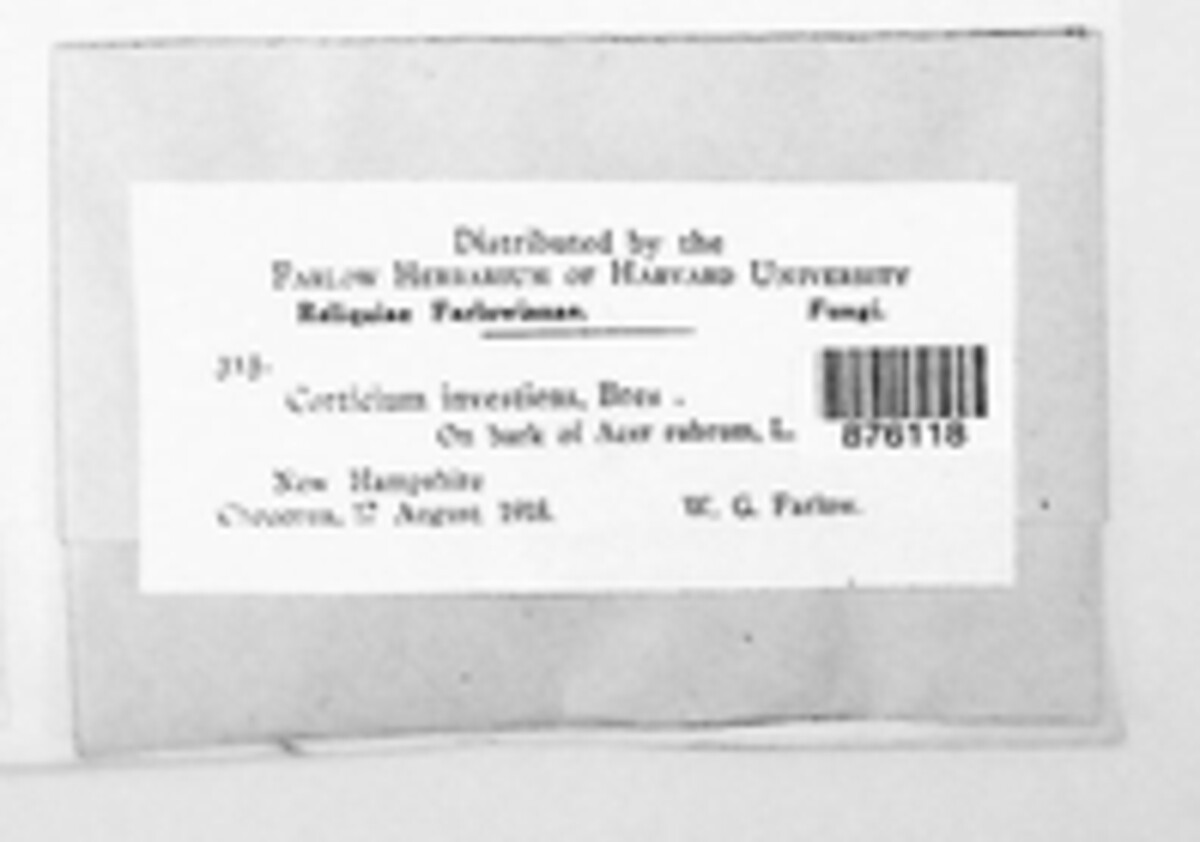 Distributed by the
FARLOW HERBARIUM OF HARVARD UNIVERSITY
Reliquiae Farlowianae. Fungi.
Corticium investiens, Bres.
On bark of Acer rubrum, L.
876118
New Hampshire
August W. G. Farlow.